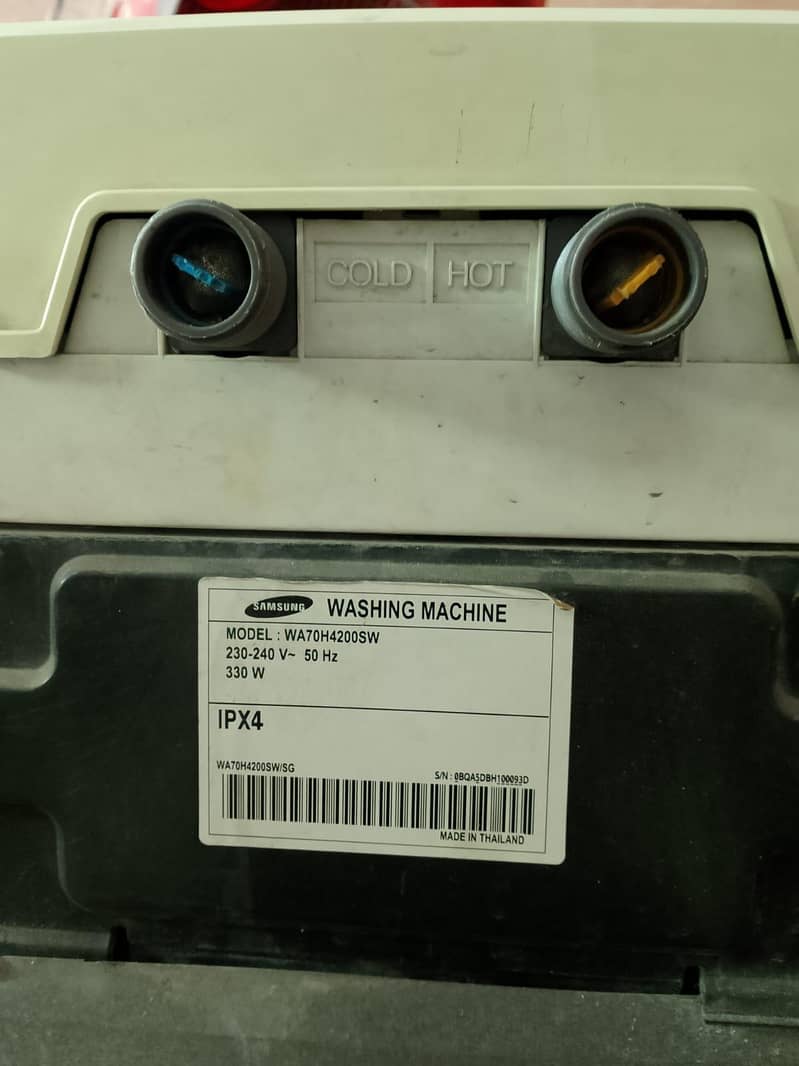 COLD HOT
SAMSUNG WASHING MACHINE
MODEL : WA70H4200SW
230-240 V~ 50 Hz
330 W
IPX4
WA70H4200SW/SG S/N : 0BQA5DBH100093D
MADE IN THAILAND